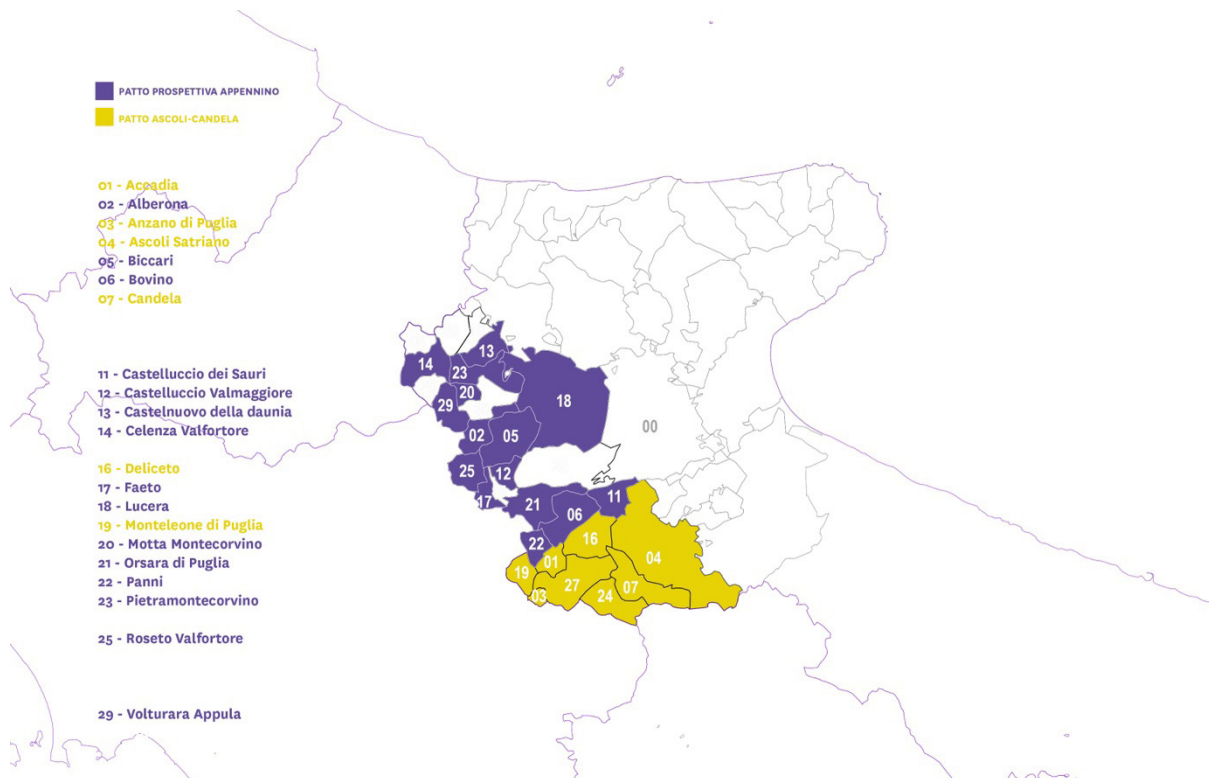 PATTO PROSPETTIVA APPENNINO
PATTO ASCOLI-CANDELA
01 - Accadia
02 - Alberona
03 - Anzano di Puglia
04 - Ascoli Satriano
05 - Biccari
06 - Bovino
07 - Candela
11 - Castelluccio dei Sauri
12 - Castelluccio Valmaggiore
13 - Castelnuovo della daunia
14 - Celenza Valfortore
16 - Deliceto
17 - Faeto
18 - Lucera
19 - Monteleone di Puglia
20 - Motta Montecorvino
21 - Orsara di Puglia
22 - Panni
23 - Pietramontecorvino
25 - Roseto Valfortore
29 - Volturara Appula
13
14
23
20
29
18
02
05
00
25
12
17
21
11
06
16
22
01
04
19
27
07
03
24